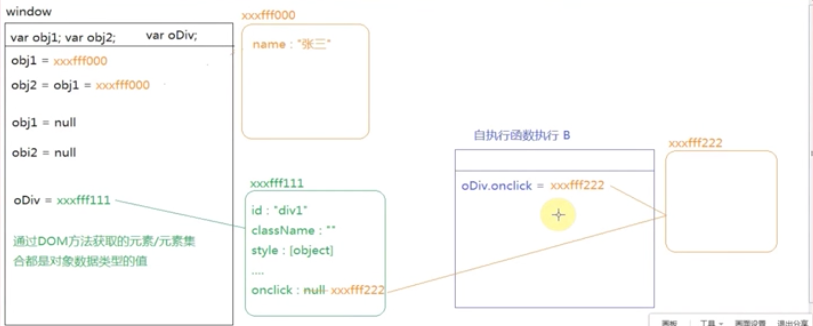 window
var obj1; var obj2;
var oDiv;
obj1 = xxxfff000
obj2 = obj1 = xxxfff000
obj1 = null
obi2 = null
oDiv = xxxfff111
通过DOM方法获取的元素/元素集
合都是对象数据类型的值
xxxfff000
name : "张三"
xxxfff111
id : "div1"
className : ""
style : [object]
....
onclick : null xxxfff222
自执行函数执行 B
oDiv.onclick = xxxfff222
xxxfff222
画板
工具
画面设置
退出分享